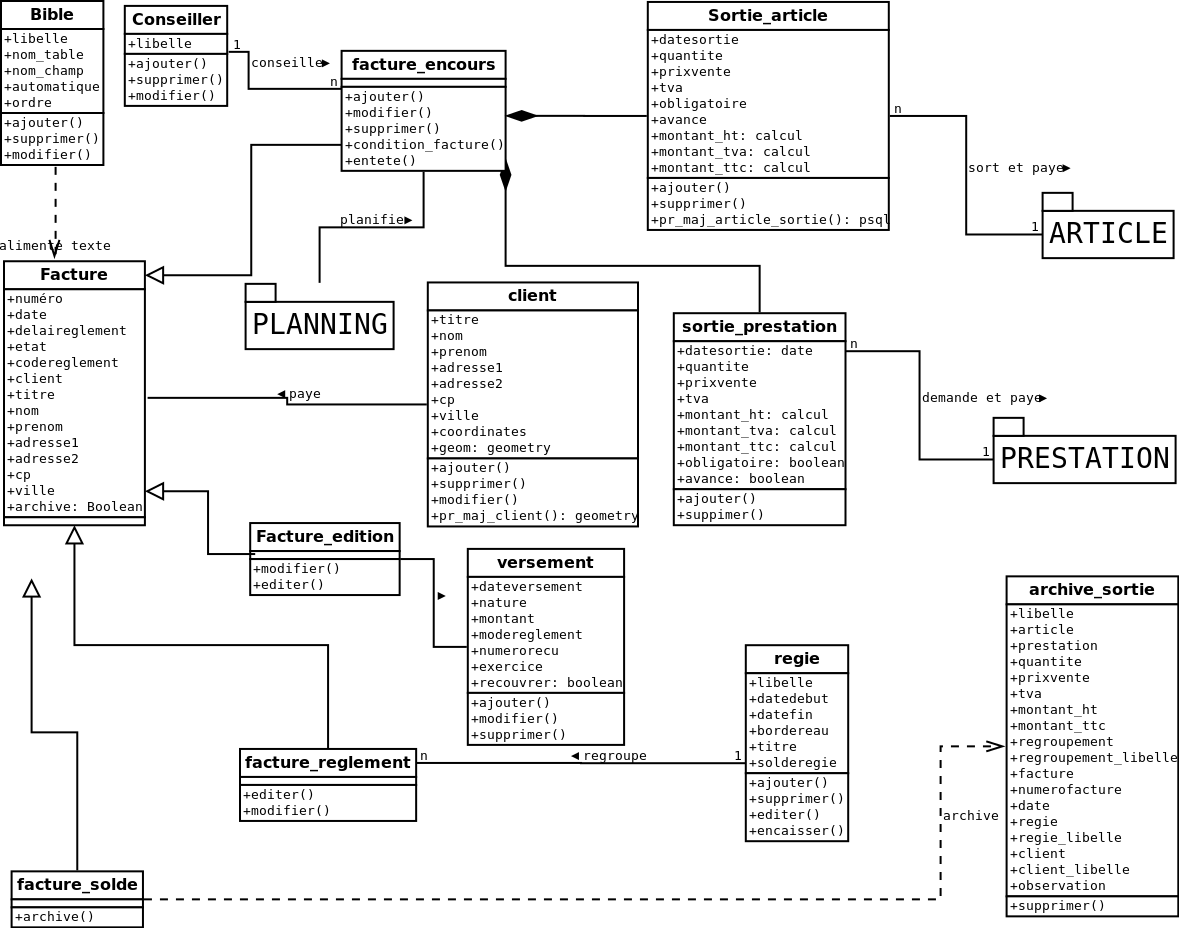 Bible
+libelle
+nom_table
+nom_champ
+automatique
+ordre
+ajouter()
+supprimer()
+modifier()
Conseiller
+libelle
+ajouter()
+supprimer()
+modifier()
1
conseille
n
facture_encours
+ajouter()
+modifier()
+supprimer()
+condition_facture()
+entete()
Sortie_article
+datesortie
+quantite
+prixvente
+tva
+obligatoire
+avance
+montant_ht: calcul
+montant_tva: calcul
+montant_ttc: calcul
+ajouter()
+supprimer()
+pr_maj_article_sortie(): psql
n
sort et paye
1
ARTICLE
alimente texte
planifie
PLANNING
Facture
+numéro
+date
+delaireglement
+etat
+codereglement
+client
+titre
+nom
+prenom
+adresse1
+adresse2
+cp
+ville
+archive: Boolean
paye
client
+titre
+nom
+prenom
+adresse1
+adresse2
+cp
+ville
+coordinates
+geom: geometry
+ajouter()
+supprimer()
+modifier()
+pr_maj_client(): geometry
sortie_prestation
+datesortie: date
+quantite
+prixvente
+tva
+montant_ht: calcul
+montant_tva: calcul
+montant_ttc: calcul
+obligatoire: boolean
+avance: boolean
+ajouter()
+suppimer()
n
demande et paye
1
PRESTATION
Facture_edition
+modifier()
+editer()
versement
+dateversement
+nature
+montant
+modereglement
+numerorecu
+exercice
+recouvrer: boolean
+ajouter()
+modifier()
+supprimer()
regie
+libelle
+datedebut
+datefin
+bordereau
+titre
+solderegie
+ajouter()
+supprimer()
+editer()
+encaisser()
facture_reglement
+editer()
+modifier()
n
regroupe
1
archive_sortie
+libelle
+article
+prestation
+quantite
+prixvente
+tva
+montant_ht
+montant_ttc
+regroupement
+regroupement_libelle
+facture
+numerofacture
+date
+regie
+regie_libelle
+client
+client_libelle
+observation
+supprimer()
archive
facture_solde
+archive()